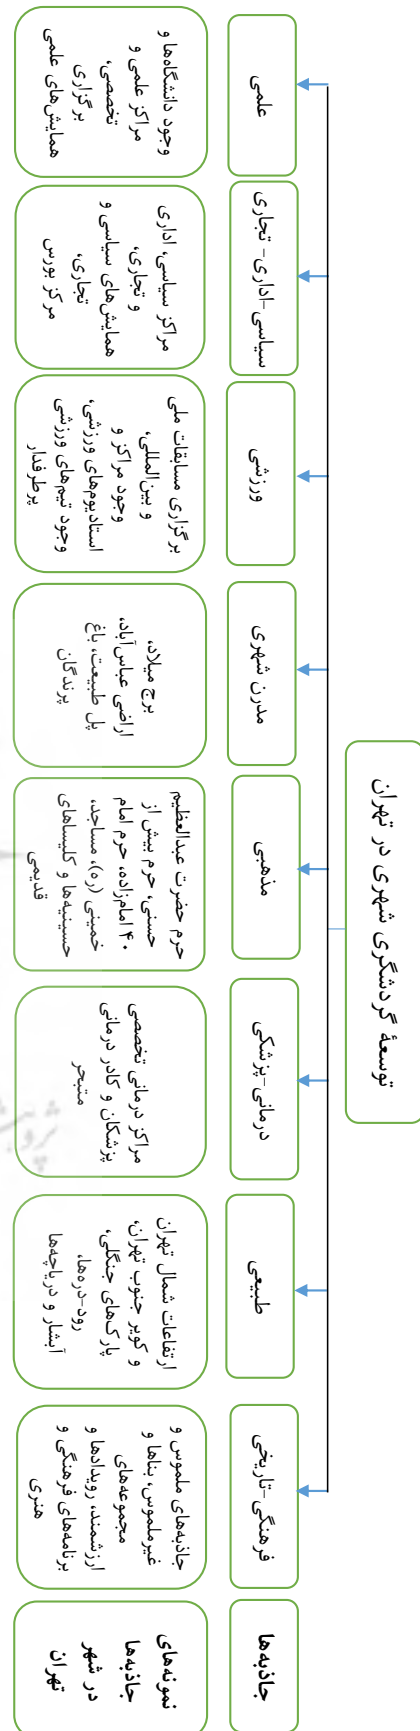 توسعهٔ گردشگری شهری در تهران
جاذبه‌ها
فرهنگی-تاریخی
طبیعی
درمانی-پزشکی
مذهبی
مدرن شهری
ورزشی
سیاسی-اداری- تجاری
علمی
نمونه‌های
جاذبه‌ها
در شهر
تهران
جاذبه‌های ملموس و
غیرملموس، بناها و
مجموعه‌های
ارزشمند، رویدادها و
برنامه‌های فرهنگی و
هنری
ارتفاعات شمال تهران
و کویر جنوب تهران،
پارک‌های جنگلی،
رود-دره‌ها،
آبشار و دریاچه‌ها
مراکز درمانی تخصصی
پزشکان و کادر درمانی
متبحر
حرم حضرت عبدالعظیم
حسنی، حرم بیش از
۴۰ امامزاده، حرم امام
خمینی (ره)، مساجد،
حسینیه‌ها و کلیساهای
قدیمی
برج میلاد،
اراضی عباس‌آباد،
پل طبیعت، باغ
پرندگان
برگزاری مسابقات ملی
و بین‌المللی،
وجود مراکز و
استادیوم‌های ورزشی،
وجود تیم‌های ورزشی
پرطرفدار
مراکز سیاسی، اداری
و تجاری،
همایش‌های سیاسی و
تجاری،
مرکز بورس
وجود دانشگاه‌ها و
مراکز علمی و
تخصصی،
برگزاری
همایش‌های علمی